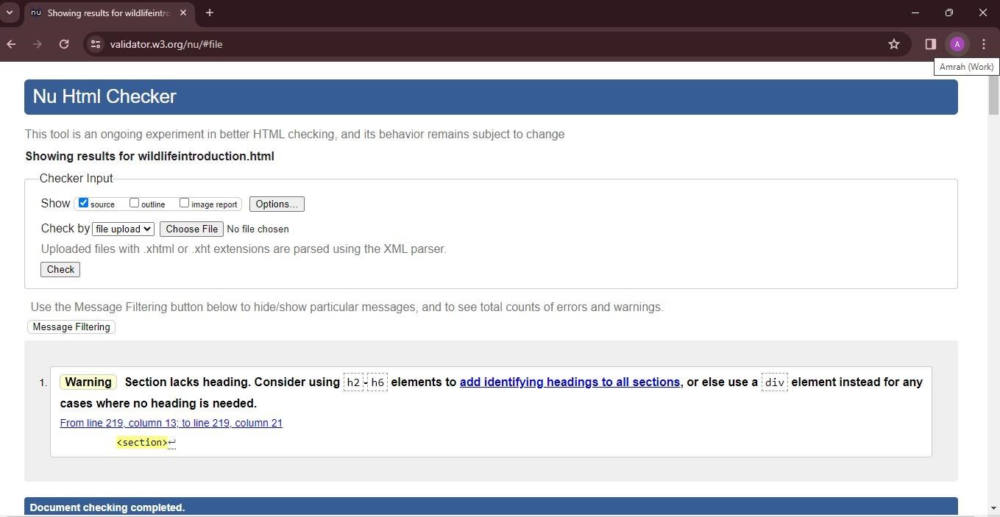 nu Showing results for wildlifeintro
validator.w3.org/nu/#file
A
Amrah (Work)
Nu Html Checker
This tool is an ongoing experiment in better HTML checking, and its behavior remains subject to change
Showing results for wildlifeintroduction.html
Checker Input
Show source outline image report Options...
Check by file upload Choose File No file chosen
Uploaded files with .xhtml or .xht extensions are parsed using the XML parser.
Check
Use the Message Filtering button below to hide/show particular messages, and to see total counts of errors and warnings.
Message Filtering
1. Warning Section lacks heading. Consider using h2-h6 elements to add identifying headings to all sections, or else use a div element instead for any
cases where no heading is needed.
From line 219, column 13; to line 219, column 21
<section>↩
Document checking completed.